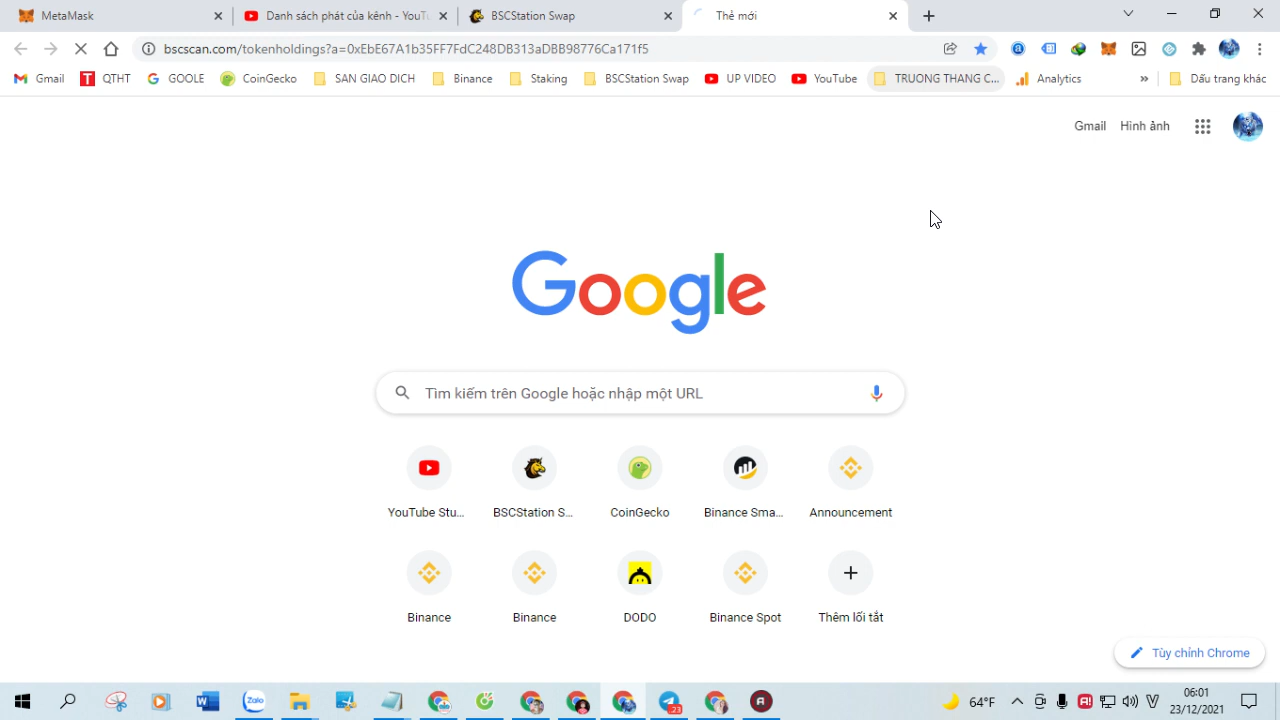 MetaMask
Danh sách phát của kênh - YouTu
BSCStation Swap
Thẻ mới
bscscan.com/tokenholdings?a=0xEbE67A1b35FF7FdC248DB313aDBB98776Ca171f5
Gmail
QTHT
GOOLE
CoinGecko
SAN GIAO DICH
Binance
Staking
BSCStation Swap
UP VIDEO
YouTube
TRUONG THANG C...
Analytics
»
Dấu trang khác
Gmail
Hình ảnh
Google
Tìm kiếm trên Google hoặc nhập một URL
YouTube Stu...
BSCStation S...
CoinGecko
Binance Sma...
Announcement
Binance
Binance
DODO
Binance Spot
Thêm lối tắt
Tùy chỉnh Chrome
Zalo
23
64°F
06:01
23/12/2021